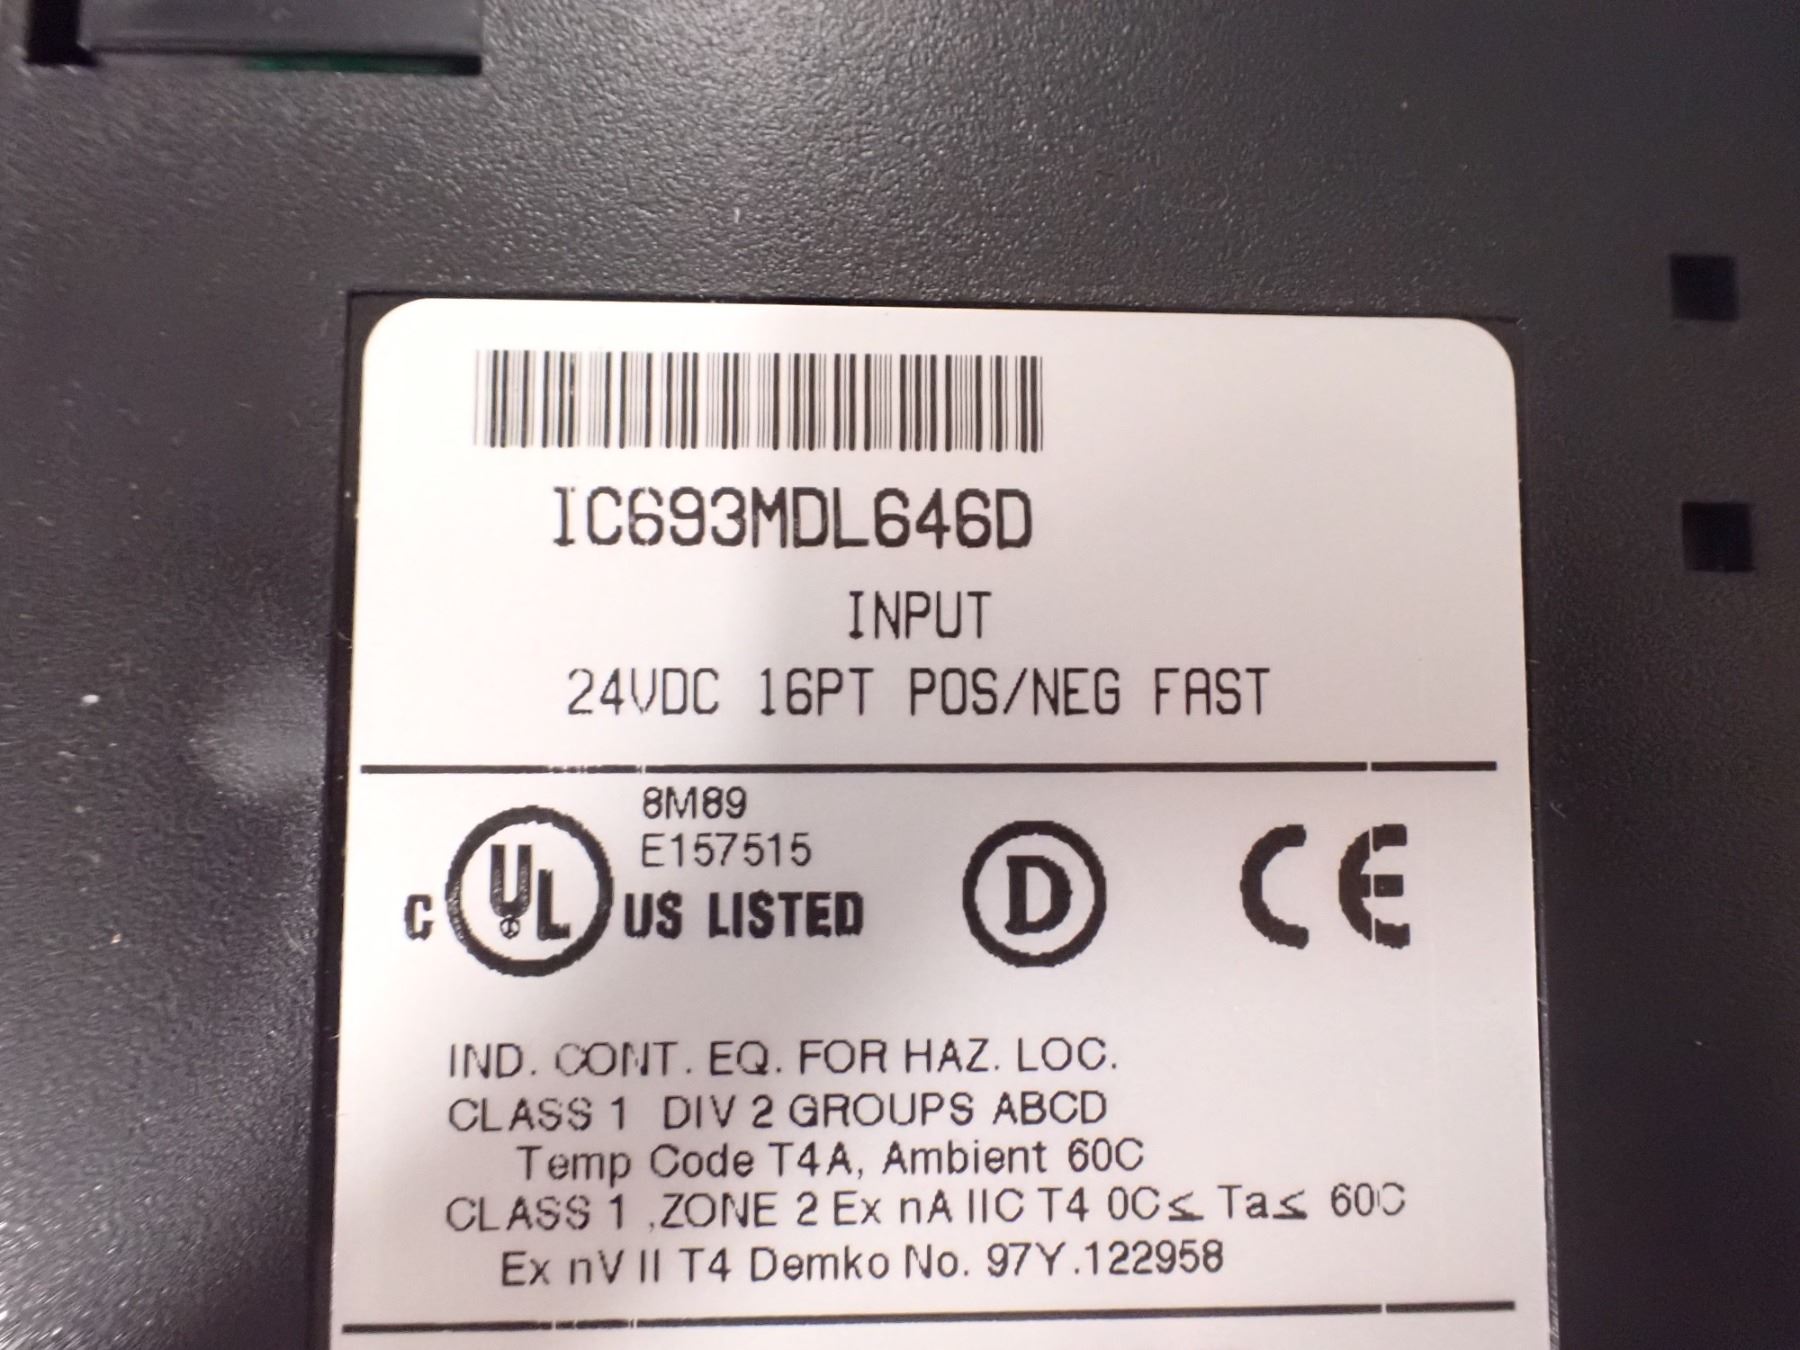 IC693MDL646D
INPUT
24VDC 16PT POS/NEG FAST
8M89
E157515
C UL US LISTED
D
CE
IND. CONT. EQ. FOR HAZ. LOC.
CLASS 1 DIV 2 GROUPS ABCD
Temp Code T4A, Ambient 60C
CLASS 1 ,ZONE 2 Ex nA IIC T4 0C≤ Ta≤ 60C
Ex nV II T4 Demko No. 97Y.122958